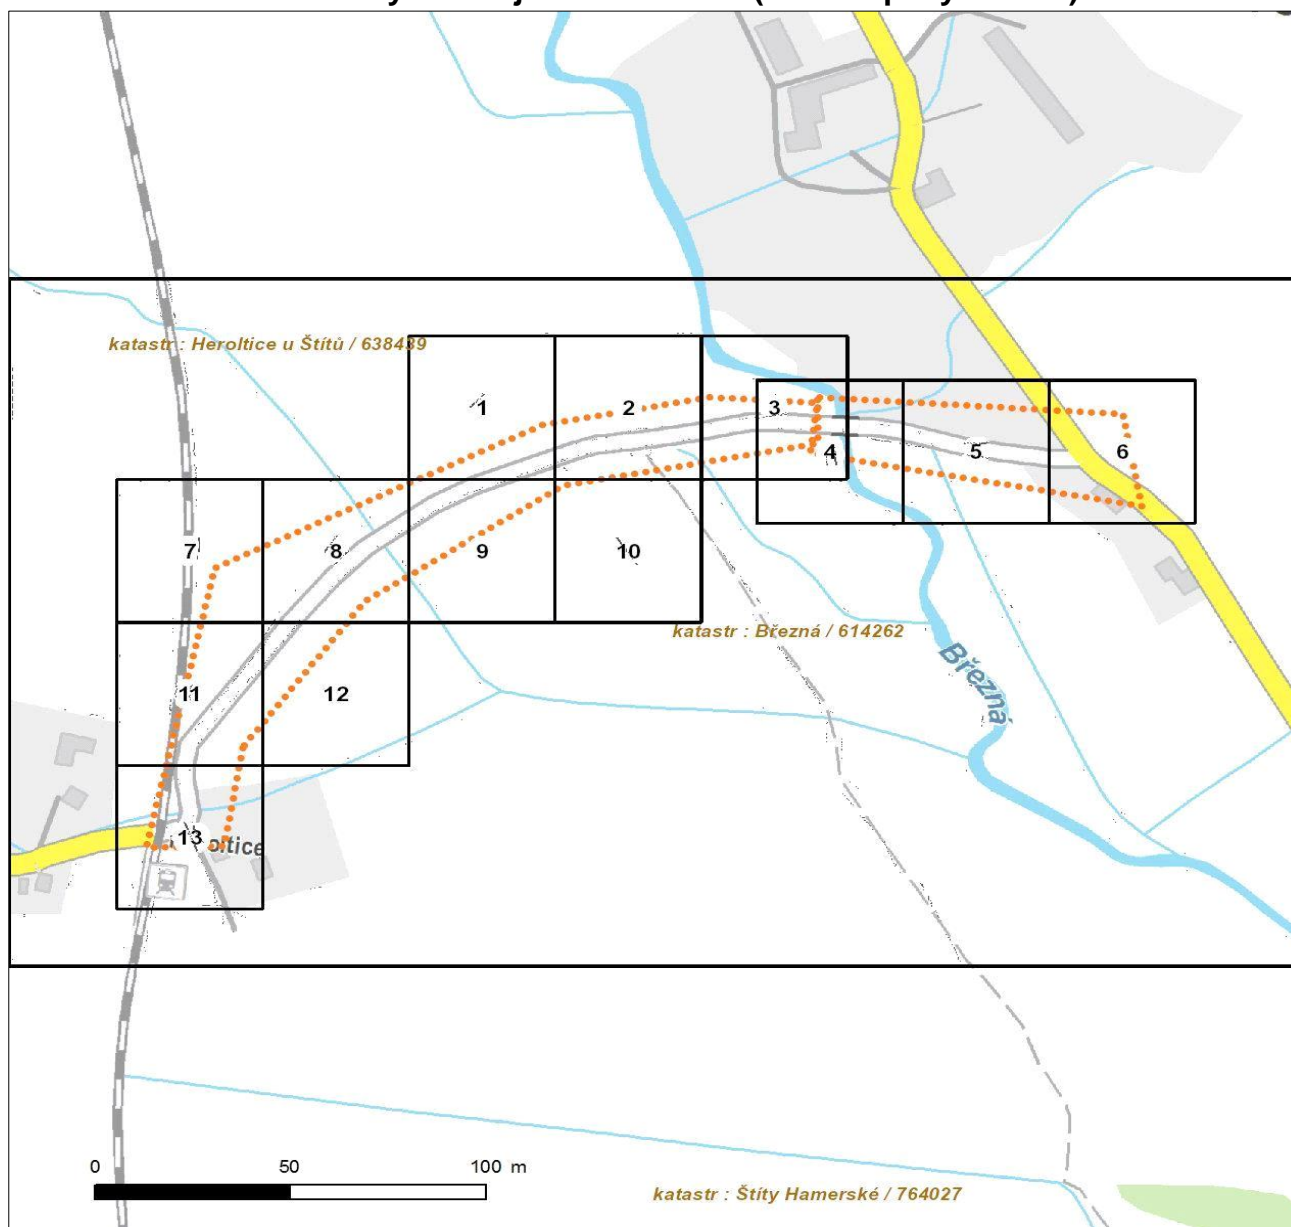 katastr : Heroltice u Štítů / 638439
1
2
3
4
5
6
7
8
9
10
katastr : Březná / 614262
Březná
11
12
13
0 50 100 m
katastr : Štíty Hamerské / 764027